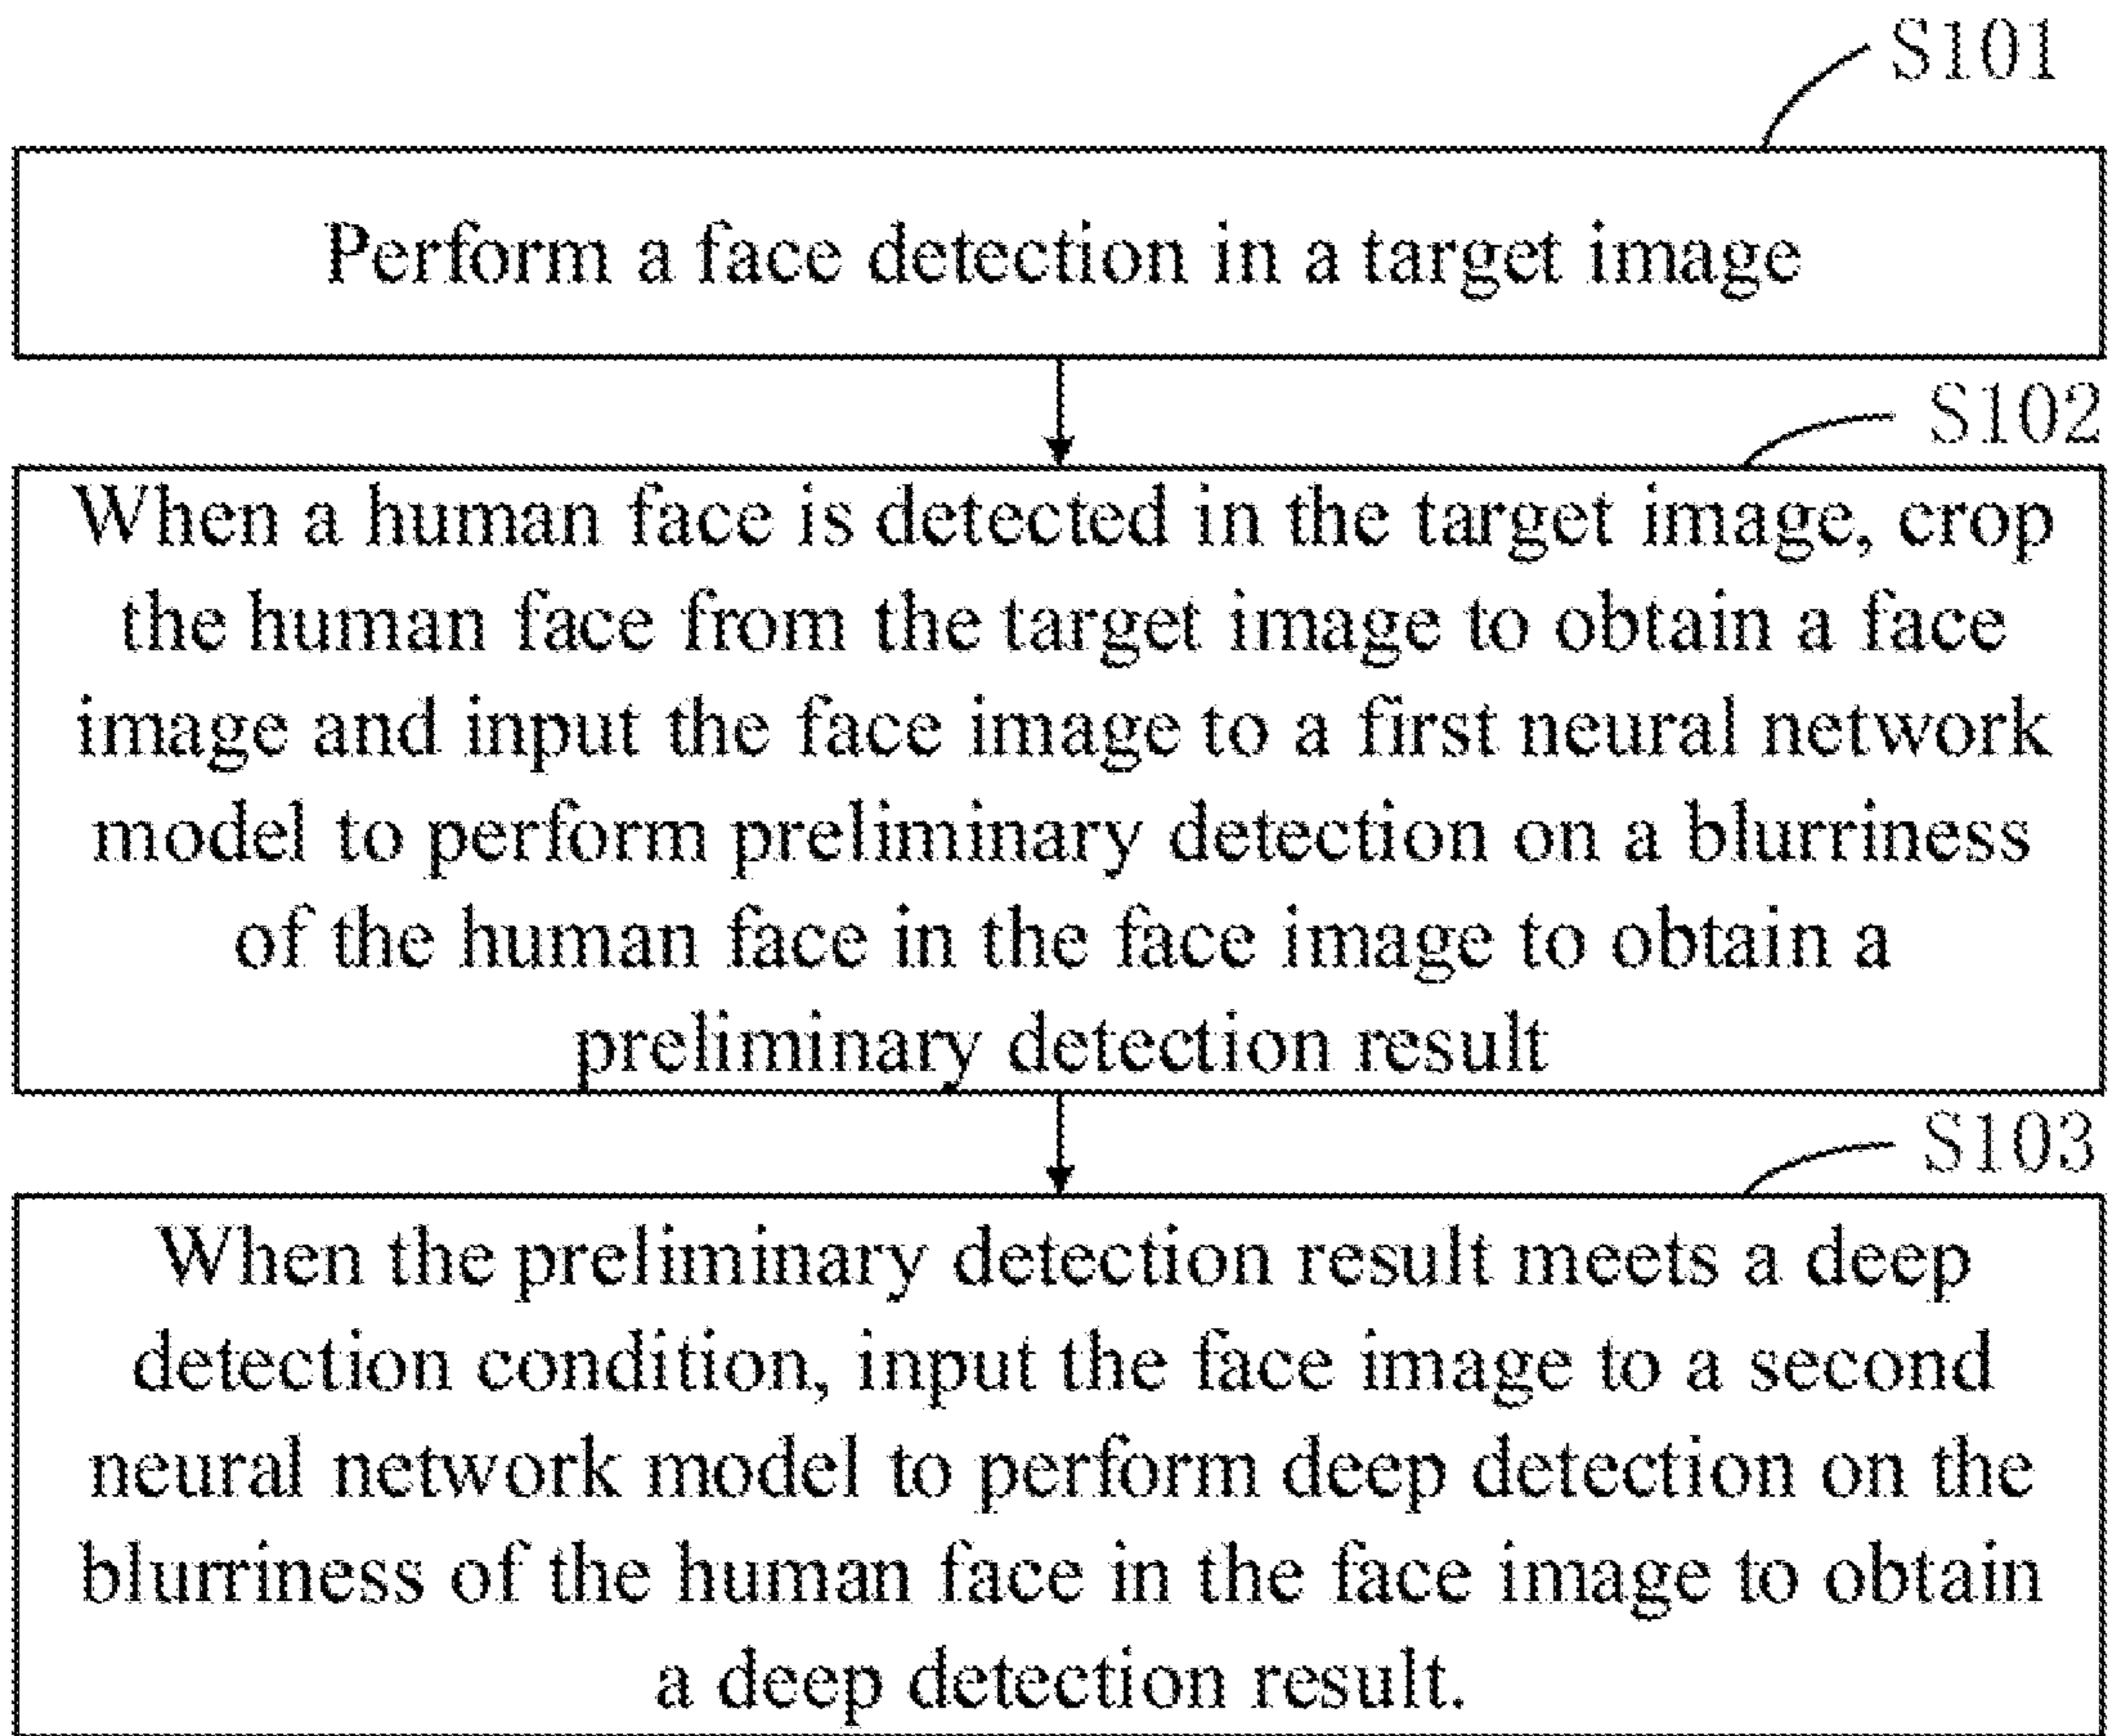 S101
Perform a face detection in a target image
S102
When a human face is detected in the target image, crop
the human face from the target image to obtain a face
image and input the face image to a first neural network
model to perform preliminary detection on a blurriness
of the human face in the face image to obtain a
preliminary detection result
S103
When the preliminary detection result meets a deep
detection condition, input the face image to a second
neural network model to perform deep detection on the
blurriness of the human face in the face image to obtain
a deep detection result.